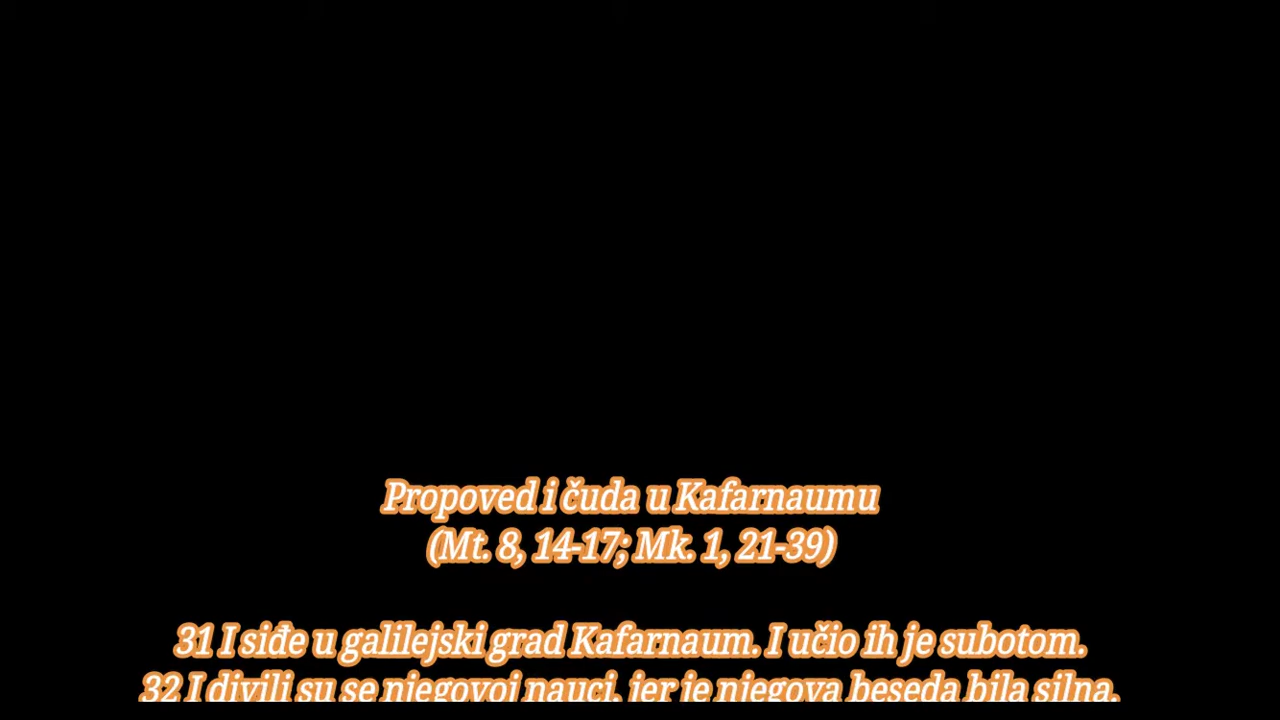 Propoved i čuda u Kafarnaumu
(Mt. 8, 14-17; Mk. 1, 21-39)
31 I siđe u galilejski grad Kafarnaum. I učio ih je subotom.
32 I divili su se njegovoj nauci, jer je njegova beseda bila silna.